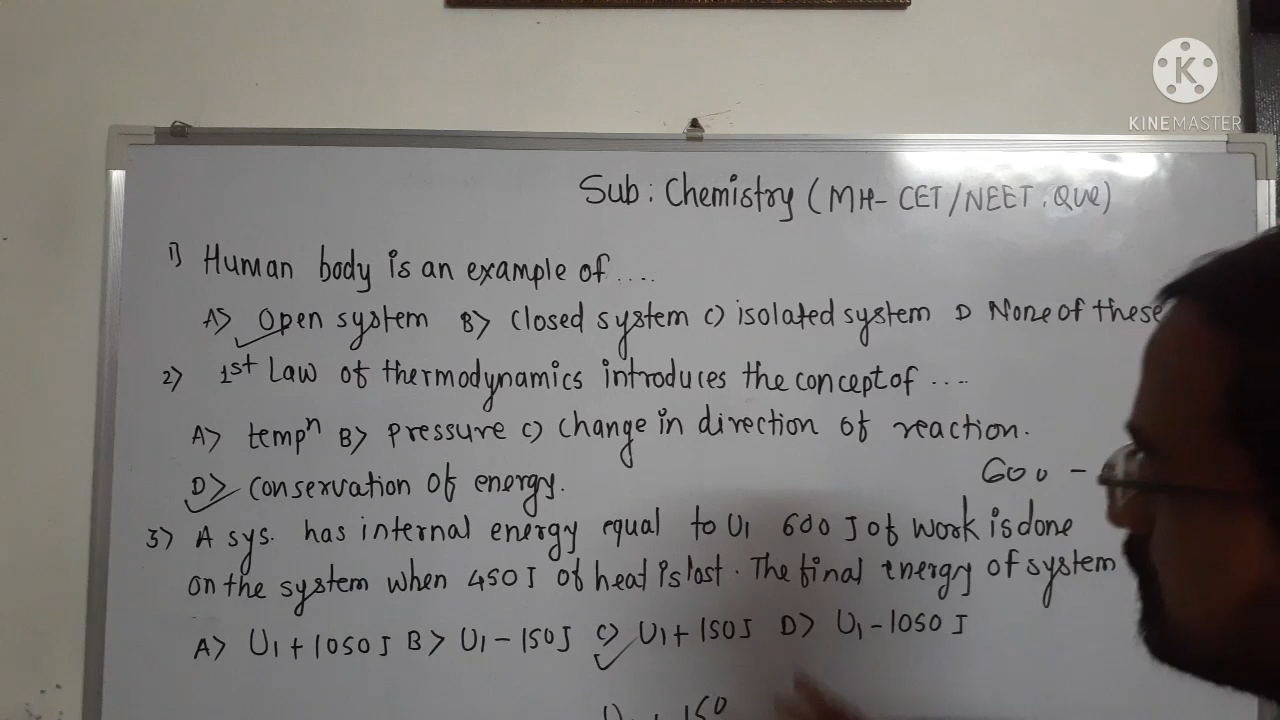 KINEMASTER
Sub : Chemistry ( MH- CET/NEET . Que)
1) Human body is an example of ....
A) Open system B) closed system C) isolated system D None of these
2) 1st Law of thermodynamics introduces the concept of ....
A) tempn B) pressure C) change in direction of reaction.
600 -
D) conservation of energy.
3) A sys. has internal energy equal to U1 600 J of work is done
on the system when 450 J of heat is lost . The final energy of system
A) U1 + 1050 J B) U1 - 150 J C) U1 + 150 J D) U1 - 1050 J
+ 150